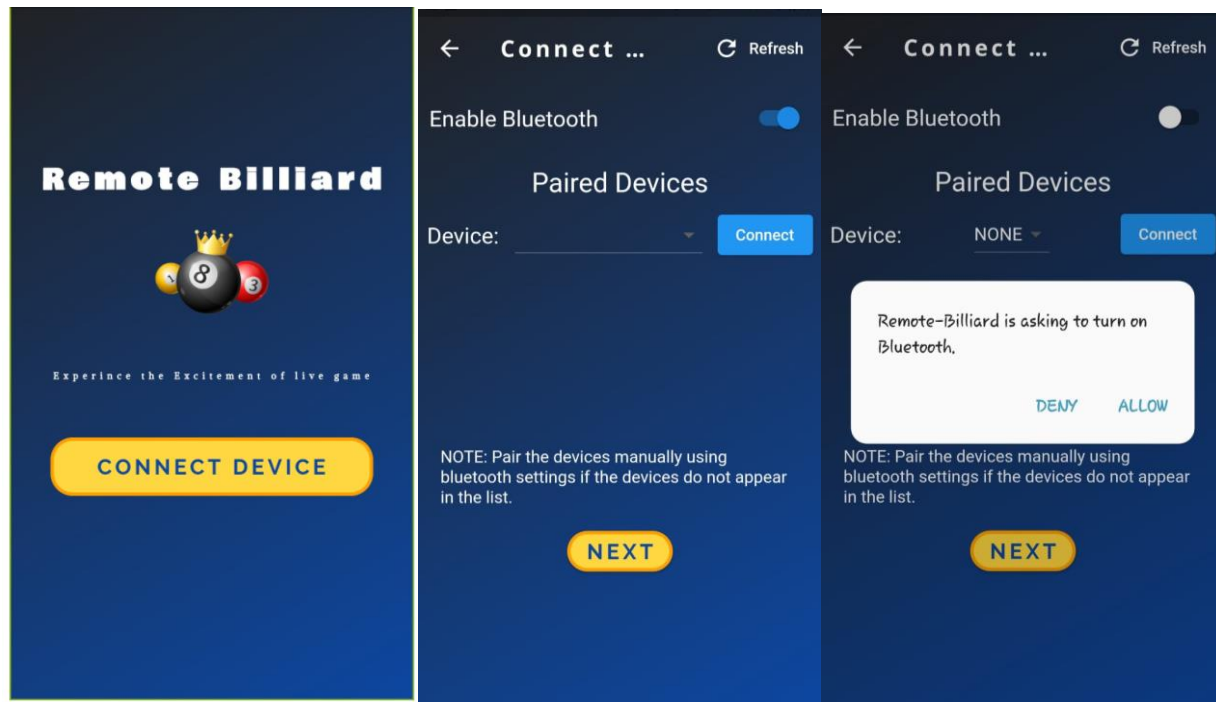 Remote Billiard
1
8
3
Experince the Excitement of live game
CONNECT DEVICE
Connect ...
Refresh
Enable Bluetooth
Paired Devices
Device:
Connect
NOTE: Pair the devices manually using
bluetooth settings if the devices do not appear
in the list.
NEXT
Connect ...
Refresh
Enable Bluetooth
Paired Devices
Device:
NONE
Connect
Remote-Billiard is asking to turn on
Bluetooth.
DENY
ALLOW
NOTE: Pair the devices manually using
bluetooth settings if the devices do not appear
in the list.
NEXT